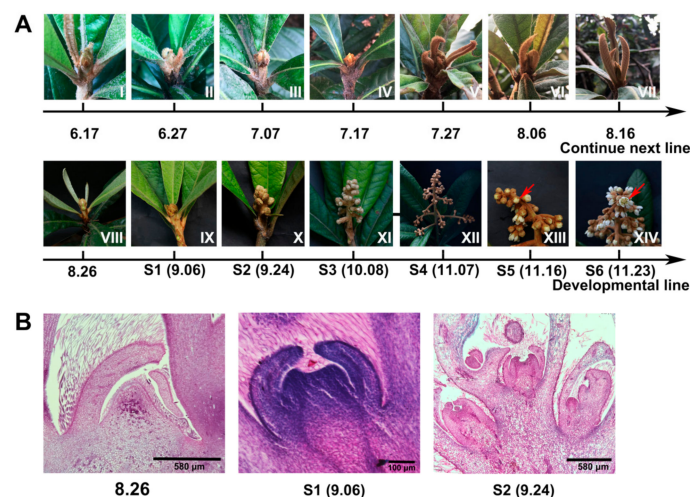 A
I II III IV V VI VII
6.17 6.27 7.07 7.17 7.27 8.06 8.16
Continue next line
VIII IX X XI XII XIII XIV
8.26 S1 (9.06) S2 (9.24) S3 (10.08) S4 (11.07) S5 (11.16) S6 (11.23)
Developmental line
B
580 μm 100 μm 580 μm
8.26 S1 (9.06) S2 (9.24)